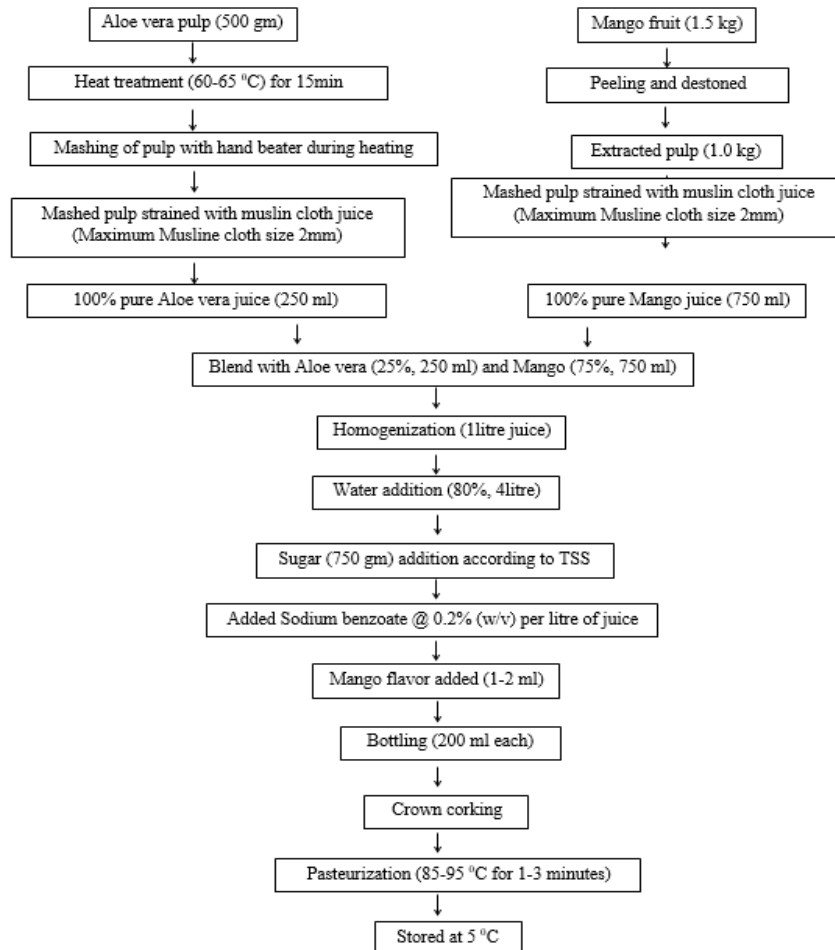 Aloe vera pulp (500 gm)
Heat treatment (60-65 °C) for 15min
Mashing of pulp with hand beater during heating
Mashed pulp strained with muslin cloth juice
(Maximum Musline cloth size 2mm)
100% pure Aloe vera juice (250 ml)
Mango fruit (1.5 kg)
Peeling and destoned
Extracted pulp (1.0 kg)
Mashed pulp strained with muslin cloth juice
(Maximum Musline cloth size 2mm)
100% pure Mango juice (750 ml)
Blend with Aloe vera (25%, 250 ml) and Mango (75%, 750 ml)
Homogenization (1litre juice)
Water addition (80%, 4litre)
Sugar (750 gm) addition according to TSS
Added Sodium benzoate @ 0.2% (w/v) per litre of juice
Mango flavor added (1-2 ml)
Bottling (200 ml each)
Crown corking
Pasteurization (85-95 °C for 1-3 minutes)
Stored at 5 °C